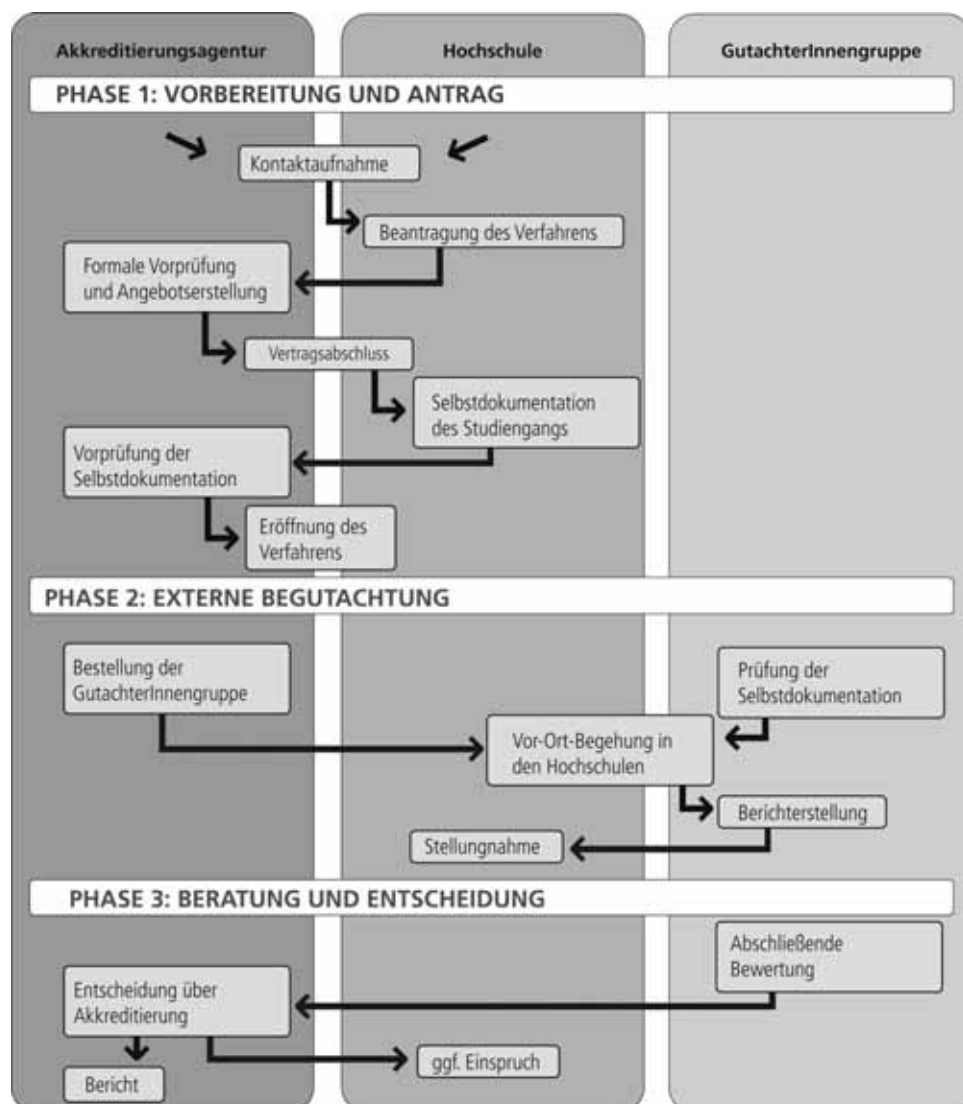 Akkreditierungsagentur
Hochschule
GutachterInnengruppe
PHASE 1: VORBEREITUNG UND ANTRAG
Kontaktaufnahme
Beantragung des Verfahrens
Formale Vorprüfung
und Angebotserstellung
Vertragsabschluss
Selbstdokumentation
des Studiengangs
Vorprüfung der
Selbstdokumentation
Eröffnung des
Verfahrens
PHASE 2: EXTERNE BEGUTACHTUNG
Bestellung der
GutachterInnengruppe
Prüfung der
Selbstdokumentation
Vor-Ort-Begehung in
den Hochschulen
Berichterstellung
Stellungnahme
PHASE 3: BERATUNG UND ENTSCHEIDUNG
Abschließende
Bewertung
Entscheidung über
Akkreditierung
ggf. Einspruch
Bericht